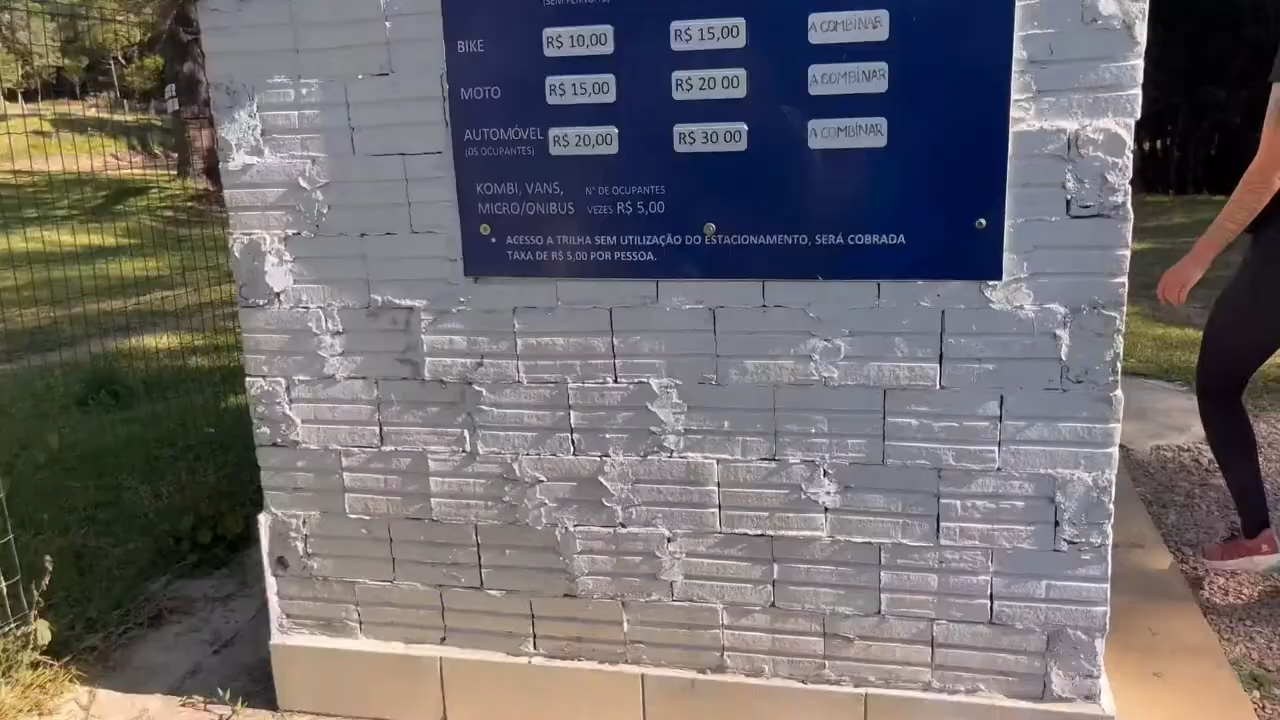 (SEM PERNOITE)
BIKE R$ 10,00 R$ 15,00 A COMBINAR
MOTO R$ 15,00 R$ 20 00 A COMBINAR
AUTOMÓVEL R$ 20,00 R$ 30 00 A COMBINAR
(05 OCUPANTES)
KOMBI, VANS, N° DE OCUPANTES
MICRO/ONIBUS VEZES R$ 5,00
• ACESSO A TRILHA SEM UTILIZAÇÃO DO ESTACIONAMENTO, SERÁ COBRADA
TAXA DE R$ 5,00 POR PESSOA.